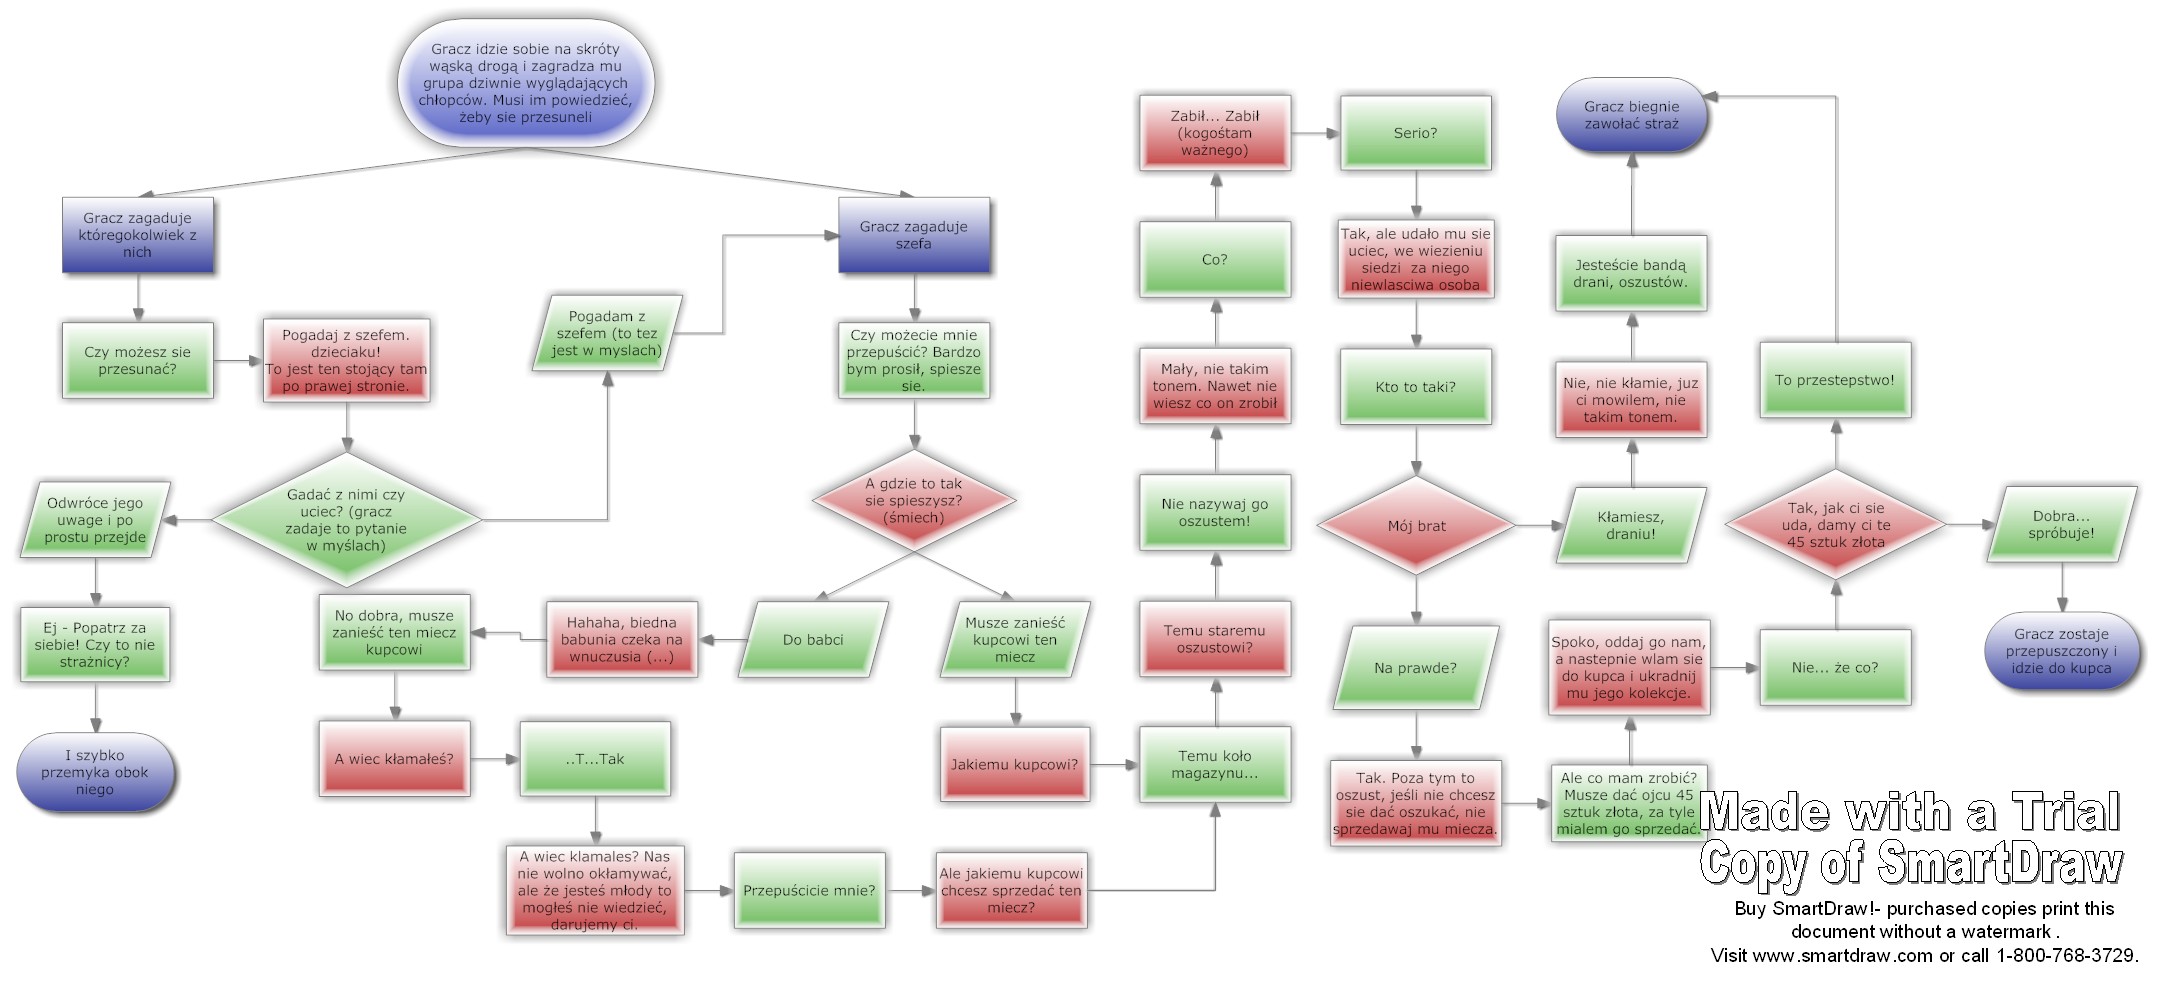 Gracz idzie sobie na skróty
wąską drogą i zagradza mu
grupa dziwnie wyglądających
chłopców. Musi im powiedzieć,
żeby sie przesuneli
Gracz zagaduje
któregokolwiek z
nich
Czy możesz sie
przesunać?
Pogadaj z szefem.
dzieciaku!
To jest ten stojący tam
po prawej stronie.
Gadać z nimi czy
uciec? (gracz
zadaje to pytanie
w myślach)
Odwróce jego
uwage i po
prostu przejde
Ej - Popatrz za
siebie! Czy to nie
strażnicy?
I szybko
przemyka obok
niego
Pogadam z
szefem (to tez
jest w myslach)
Gracz zagaduje
szefa
Czy możecie mnie
przepuścić? Bardzo
bym prosił, spiesze
sie.
A gdzie to tak
sie spieszysz?
(śmiech)
Do babci
Hahaha, biedna
babunia czeka na
wnuczusia (...)
No dobra, musze
zanieść ten miecz
kupcowi
A wiec kłamałeś?
..T...Tak
A wiec klamales? Nas
nie wolno okłamywać,
ale że jesteś młody to
mogłeś nie wiedzieć,
darujemy ci.
Przepuścicie mnie?
Ale jakiemu kupcowi
chcesz sprzedać ten
miecz?
Musze zanieść
kupcowi ten
miecz
Jakiemu kupcowi?
Temu koło
magazynu...
Temu staremu
oszustowi?
Nie nazywaj go
oszustem!
Mały, nie takim
tonem. Nawet nie
wiesz co on zrobił
Co?
Zabił... Zabił
(kogośtam
ważnego)
Serio?
Tak, ale udało mu sie
uciec, we wiezieniu
siedzi  za niego
niewlasciwa osoba
Kto to taki?
Mój brat
Kłamiesz,
draniu!
Nie, nie kłamie, juz
ci mowilem, nie
takim tonem.
Jesteście bandą
drani, oszustów.
Gracz biegnie
zawołać straż
Na prawde?
Tak. Poza tym to
oszust, jeśli nie chcesz
sie dać oszukać, nie
sprzedawaj mu miecza.
Ale co mam zrobić?
Musze dać ojcu 45
sztuk złota, za tyle
mialem go sprzedać.
Spoko, oddaj go nam,
a nastepnie wlam sie
do kupca i ukradnij
mu jego kolekcje.
Nie... że co?
Tak, jak ci sie
uda, damy ci te
45 sztuk złota
To przestepstwo!
Dobra...
spróbuje!
Gracz zostaje
przepuszczony i
idzie do kupca
Made with a Trial
Copy of SmartDraw
Buy SmartDraw!- purchased copies print this
document without a watermark .
Visit www.smartdraw.com or call 1-800-768-3729.